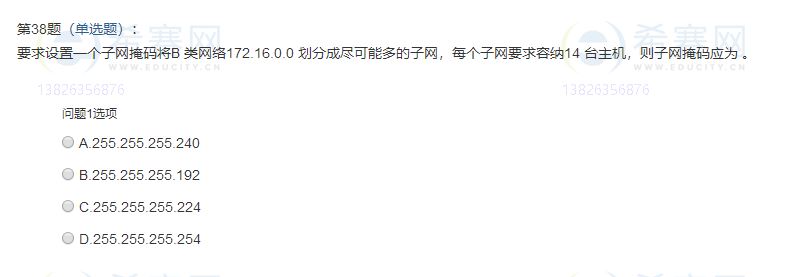 第38题（单选题）：
要求设置一个子网掩码将B 类网络172.16.0.0 划分成尽可能多的子网，每个子网要求容纳14 台主机，则子网掩码应为 。
希赛网
WWW.EDUCITY.CN
希赛网
WWW.EDUCITY.CN
13826356876
13826356876
问题1选项
A.255.255.255.240
B.255.255.255.192
C.255.255.255.224
D.255.255.255.254